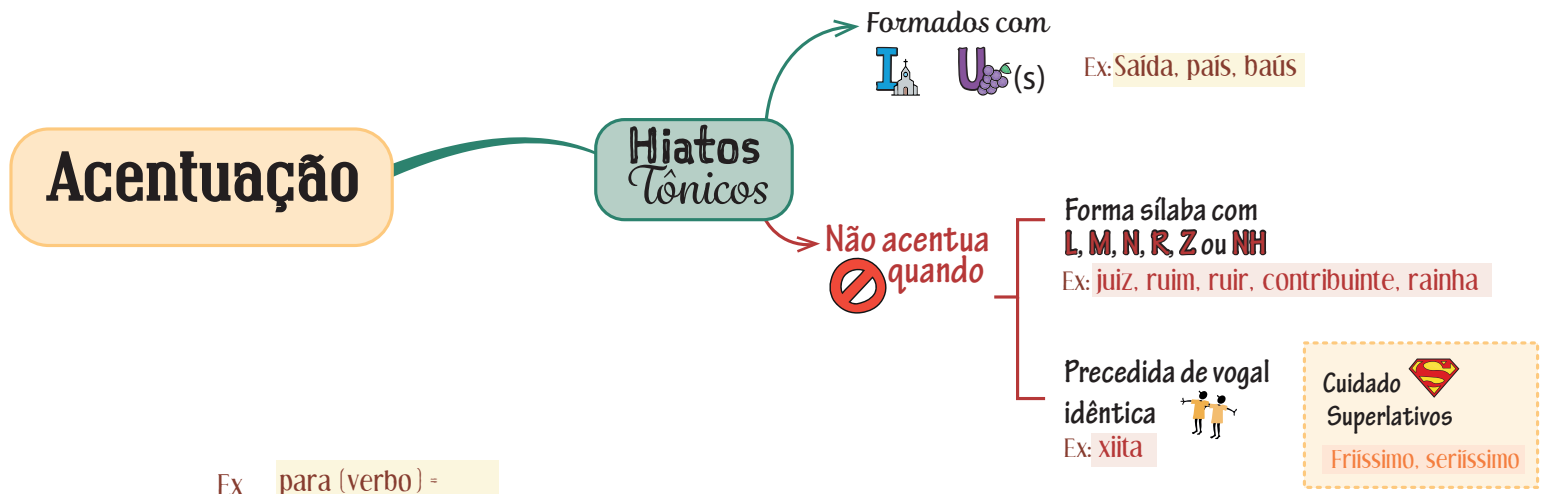 Acentuação
Hiatos
Tônicos
Formados com
I U (s)
Ex: Saída, país, baús
Não acentua
quando
Forma sílaba com
L, M, N, R, Z ou NH
Ex: juiz, ruim, ruir, contribuinte, rainha
Precedida de vogal
idêntica
Ex: xiita
Cuidado
Superlativos
Friíssimo, seriíssimo
Ex para (verbo) =